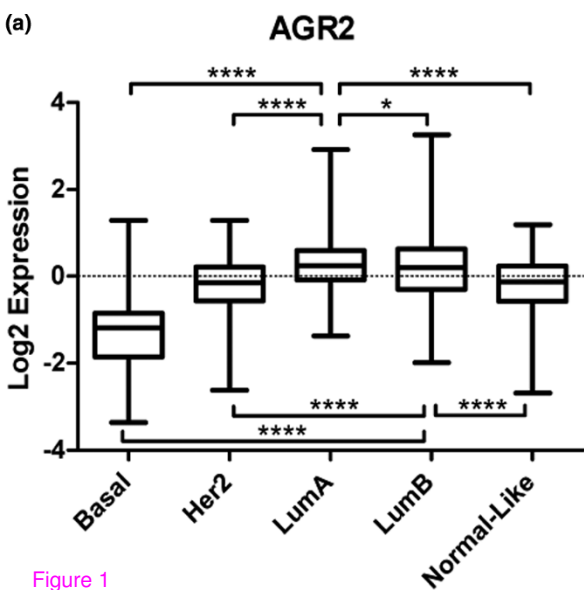 (a)
AGR2
****
****
****
*
4
2
0
-2
-4
Log2 Expression
****
****
****
Basal
Her2
LumA
LumB
Normal-Like
Figure 1